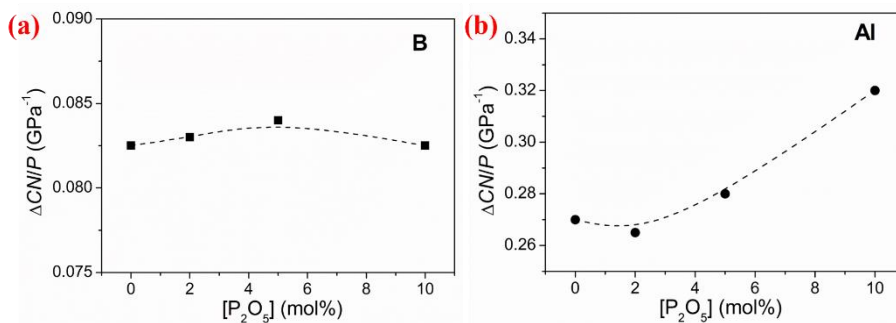 (a)
B
0.090
0.085
0.080
0.075
ΔCN/P (GPa⁻¹)
0 2 4 6 8 10
[P₂O₅] (mol%)
(b)
Al
0.34
0.32
0.30
0.28
0.26
ΔCN/P (GPa⁻¹)
0 2 4 6 8 10
[P₂O₅] (mol%)